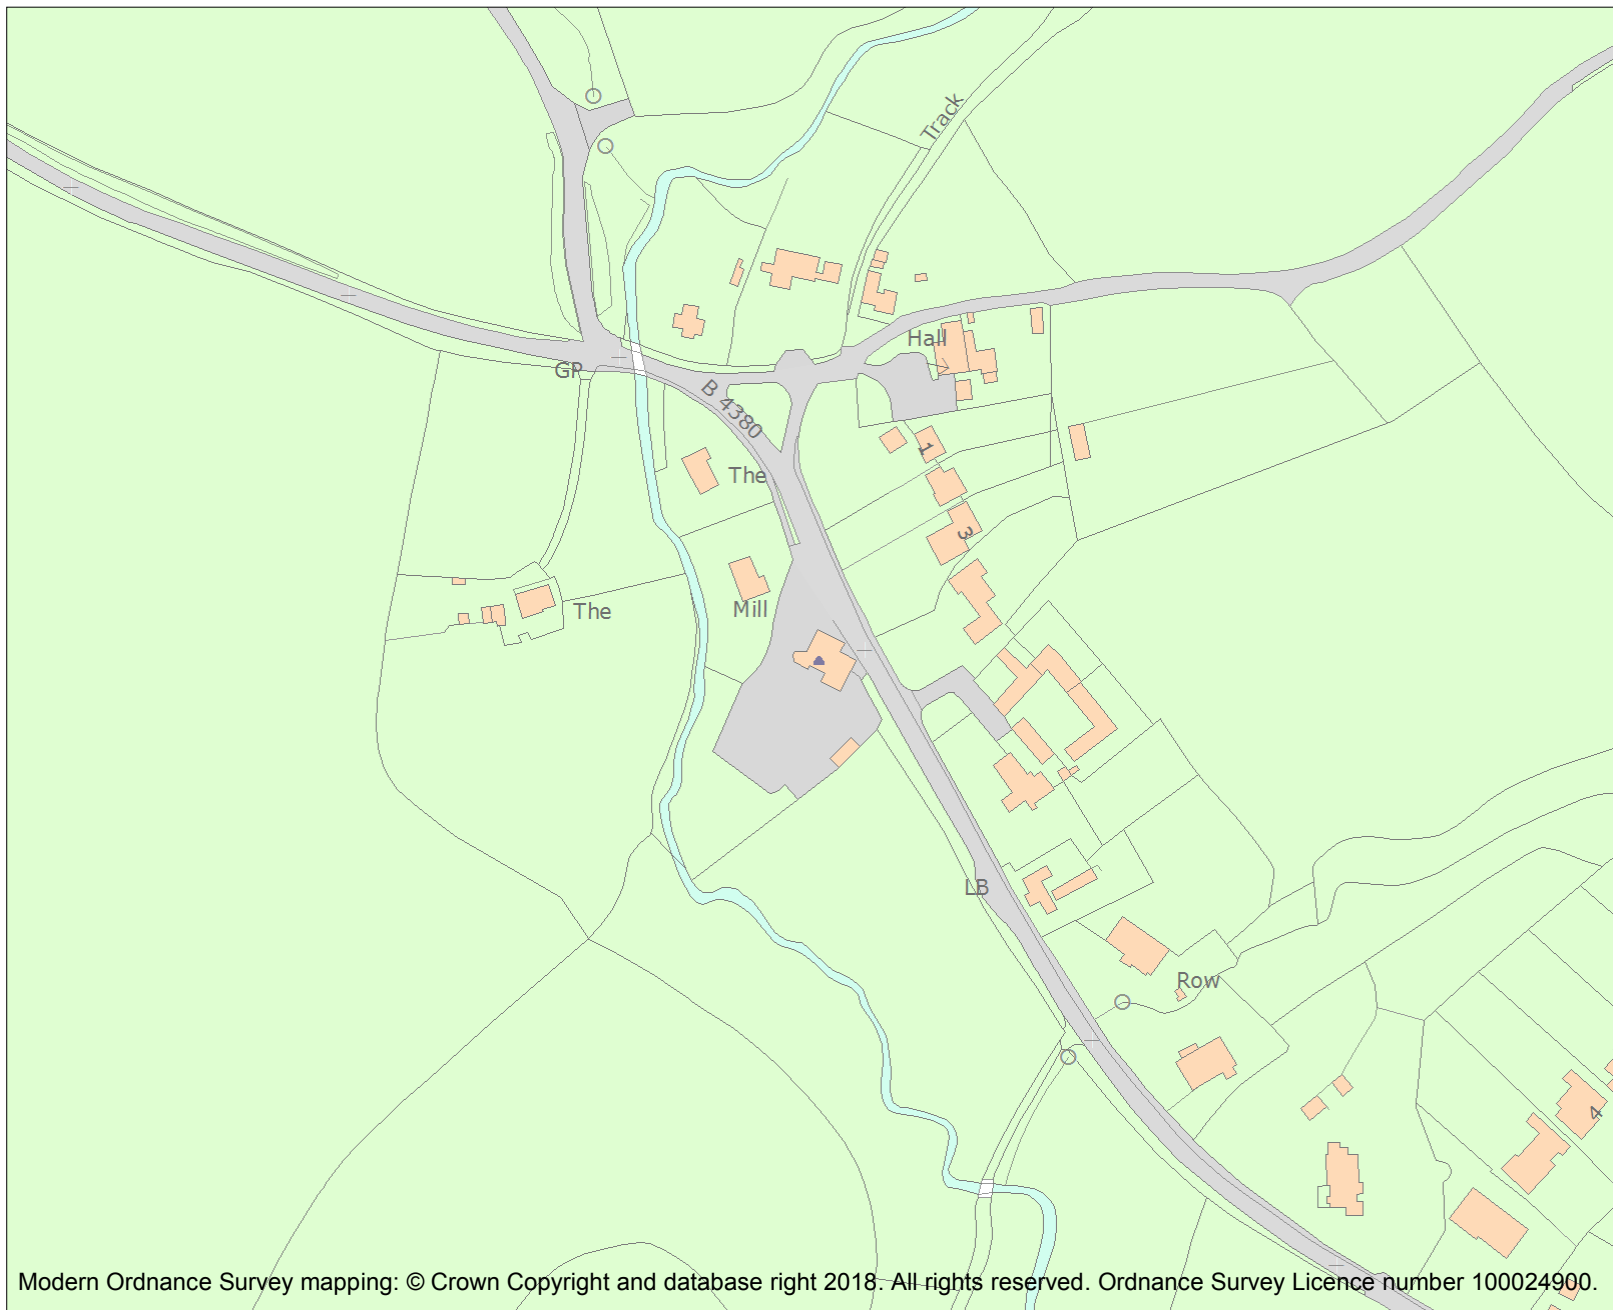 Track
Hall
GP
B 4380
1
The
3
The
Mill
LB
Row
4
Modern Ordnance Survey mapping: © Crown Copyright and database right 2018. All rights reserved. Ordnance Survey Licence number 100024900.